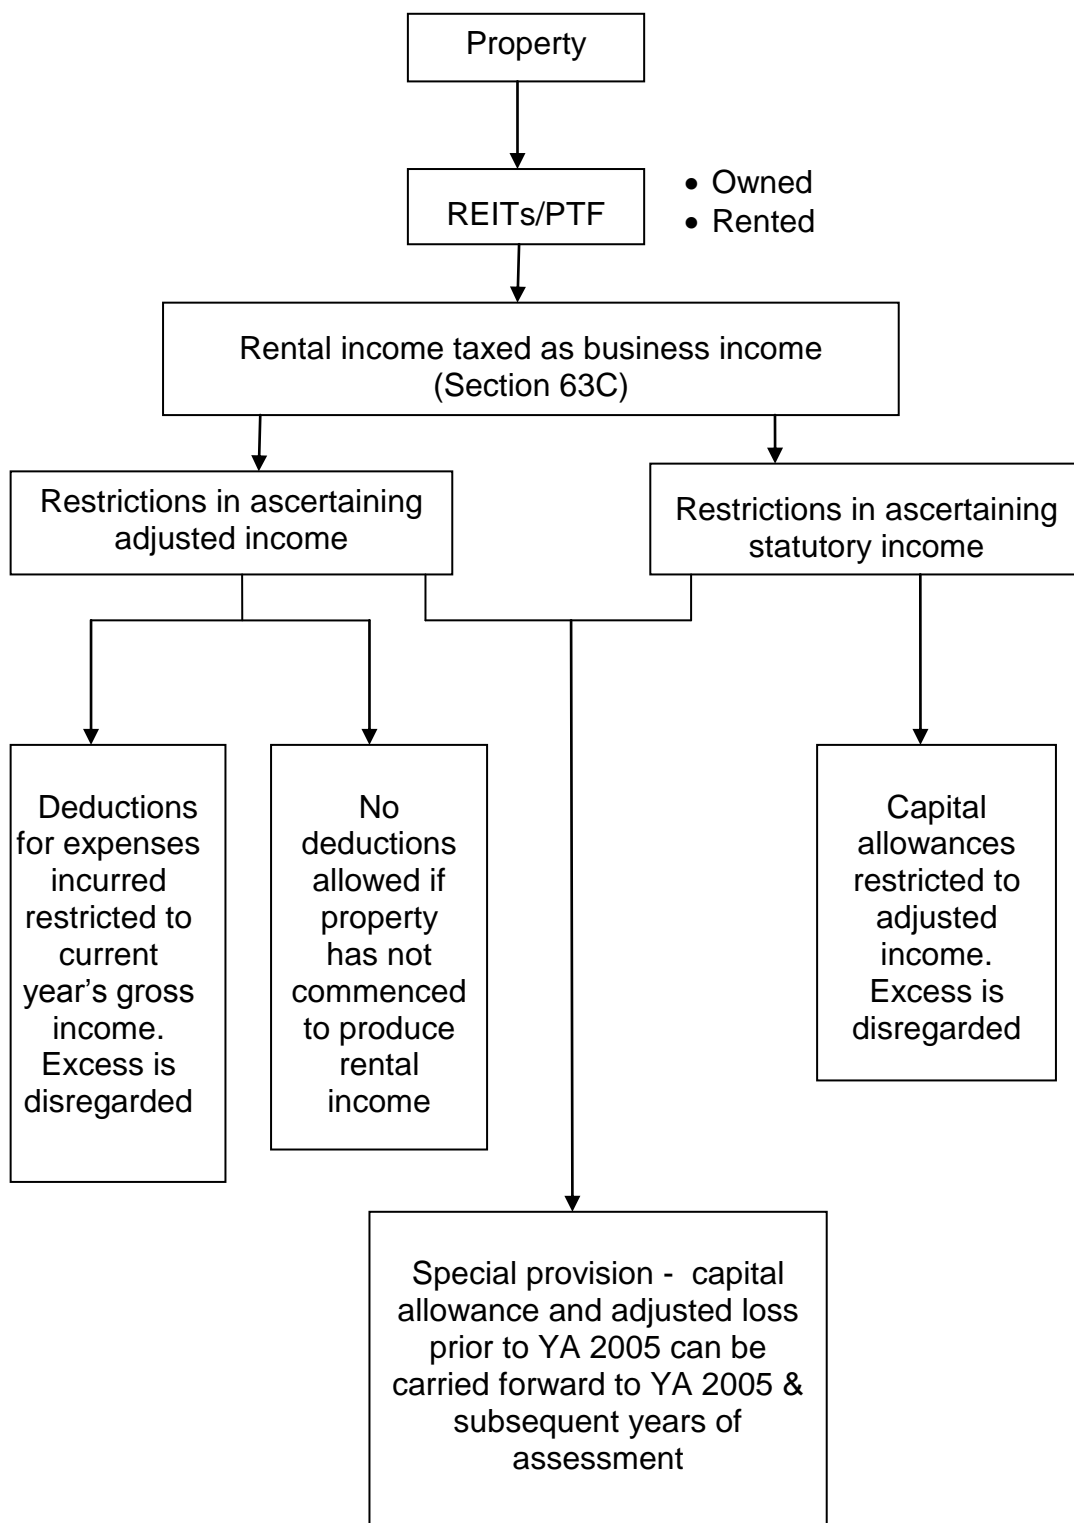 Property
REITs/PTF
• Owned
• Rented
Rental income taxed as business income
(Section 63C)
Restrictions in ascertaining
adjusted income
Restrictions in ascertaining
statutory income
Deductions
for expenses
incurred
restricted to
current
year’s gross
income.
Excess is
disregarded
No
deductions
allowed if
property
has not
commenced
to produce
rental
income
Capital
allowances
restricted to
adjusted
income.
Excess is
disregarded
Special provision - capital
allowance and adjusted loss
prior to YA 2005 can be
carried forward to YA 2005 &
subsequent years of
assessment